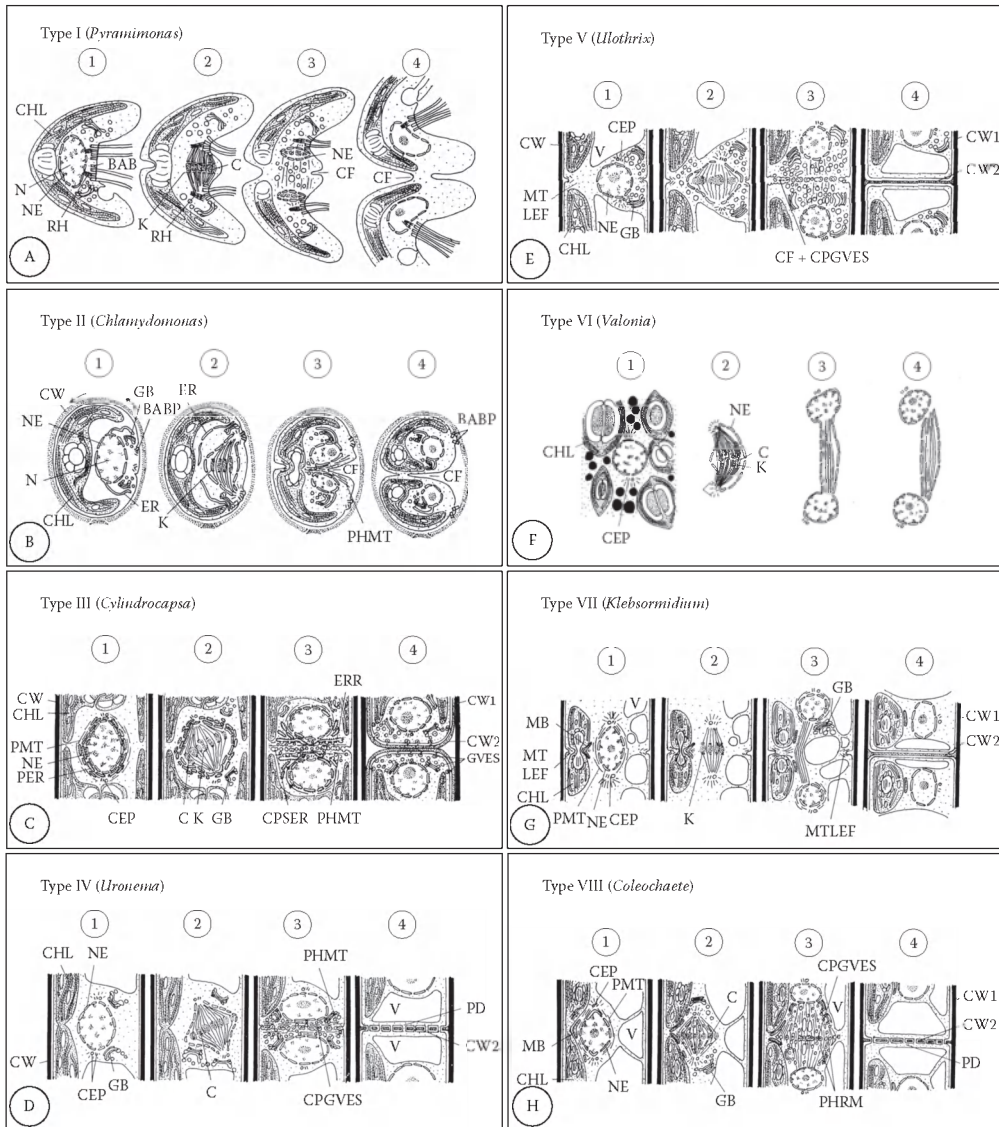 Type I (Pyramimonas)
1 2 3 4
CHL
BAB
C
NE
CF
CF
N
NE
RH
K
RH
A
Type II (Chlamydomonas)
1 2 3 4
CW
GB
BABP
ER
BABP
NE
N
CHL
ER
K
CF
CF
PHMT
B
Type III (Cylindrocapsa)
1 2 3 4
ERR
CW
CHL
CW1
PMT
NE
PER
CW2
GVES
CEP
C K GB
CPSER PHMT
C
Type IV (Uronema)
1 2 3 4
CHL NE
PHMT
V
PD
CW2
V
CW
CEP
GB
C
CPGVES
D
Type V (Ulothrix)
1 2 3 4
CEP
CW
V
CW1
CW2
MT
LEF
CHL
NE
GB
CF + CPGVES
E
Type VI (Valonia)
1 2 3 4
NE
CHL
C
K
CEP
F
Type VII (Klebsormidium)
1 2 3 4
V
GB
MB
CW1
CW2
MT
LEF
CHL
PMT
NE
CEP
K
MTLEF
G
Type VIII (Coleochaete)
1 2 3 4
CEP
PMT
CPGVES
C
V
V
CW1
CW2
MB
PD
CHL
NE
GB
PHRM
H